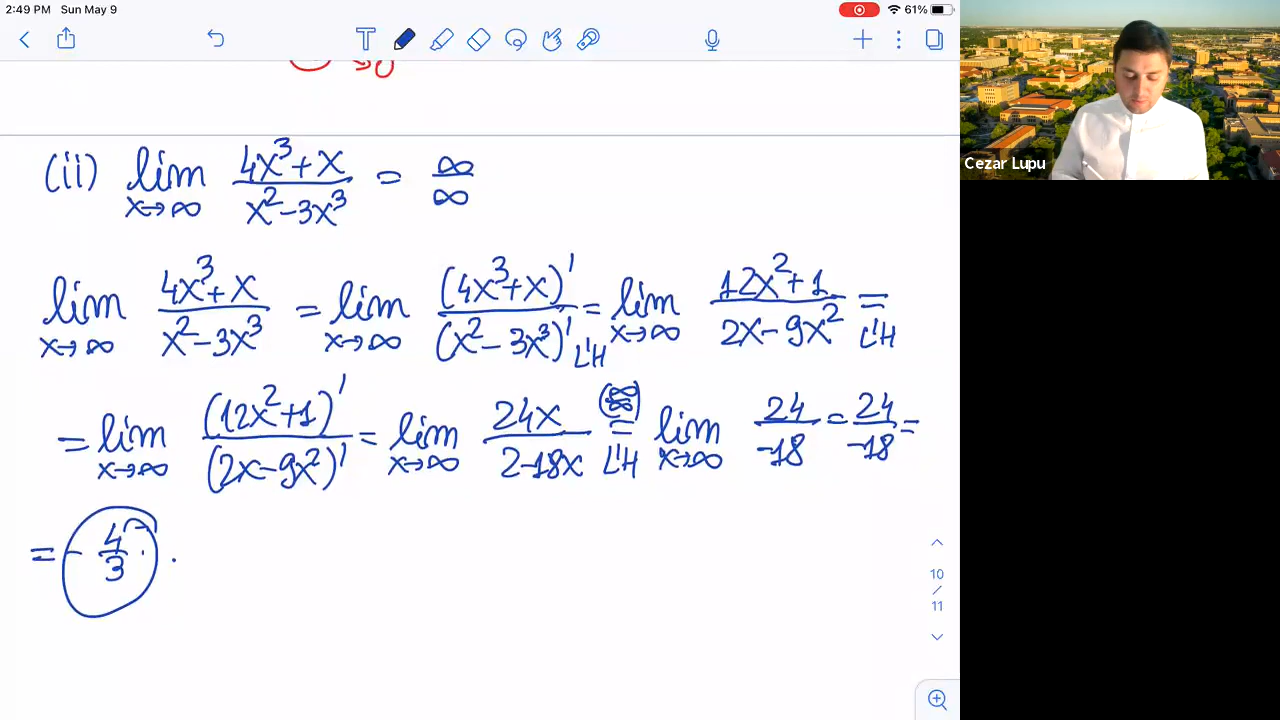 2:49 PM Sun May 9
61%
T
Cezar Lupu
→0
(ii) lim x→∞ (4x³+x)/(x²-3x³) = ∞/∞
lim x→∞ (4x³+x)/(x²-3x³) = lim x→∞ (4x³+x)'/(x²-3x³)' = L'H lim x→∞ (12x²+1)/(2x-9x²) = L'H
= lim x→∞ (12x²+1)'/(2x-9x²)' = lim x→∞ 24x/(2-18x) (∞/∞) = L'H lim x→∞ 24/-18 = 24/-18 =
= -4/3 .
10
/
11